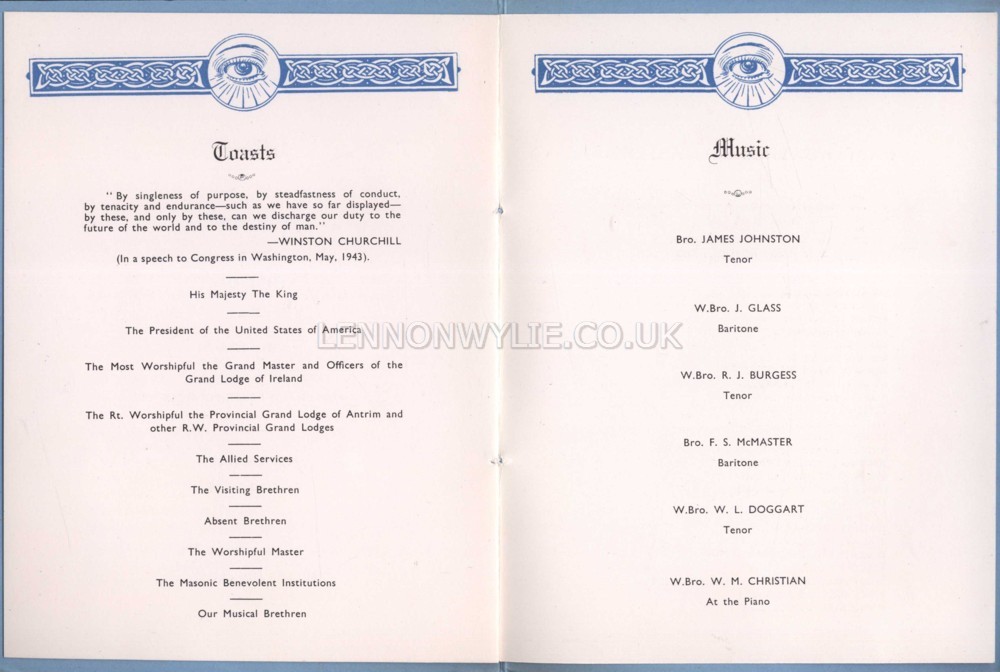 Toasts
" By singleness of purpose, by steadfastness of conduct,
by tenacity and endurance—such as we have so far displayed—
by these, and only by these, can we discharge our duty to the
future of the world and to the destiny of man."
—WINSTON CHURCHILL
(In a speech to Congress in Washington, May, 1943).
His Majesty The King
The President of the United States of America
The Most Worshipful the Grand Master and Officers of the
Grand Lodge of Ireland
The Rt. Worshipful the Provincial Grand Lodge of Antrim and
other R.W. Provincial Grand Lodges
The Allied Services
The Visiting Brethren
Absent Brethren
The Worshipful Master
The Masonic Benevolent Institutions
Our Musical Brethren
Music
Bro. JAMES JOHNSTON
Tenor
W.Bro. J. GLASS
Baritone
W.Bro. R. J. BURGESS
Tenor
Bro. F. S. McMASTER
Baritone
W.Bro. W. L. DOGGART
Tenor
W.Bro. W. M. CHRISTIAN
At the Piano
LENNONWYLIE.CO.UK